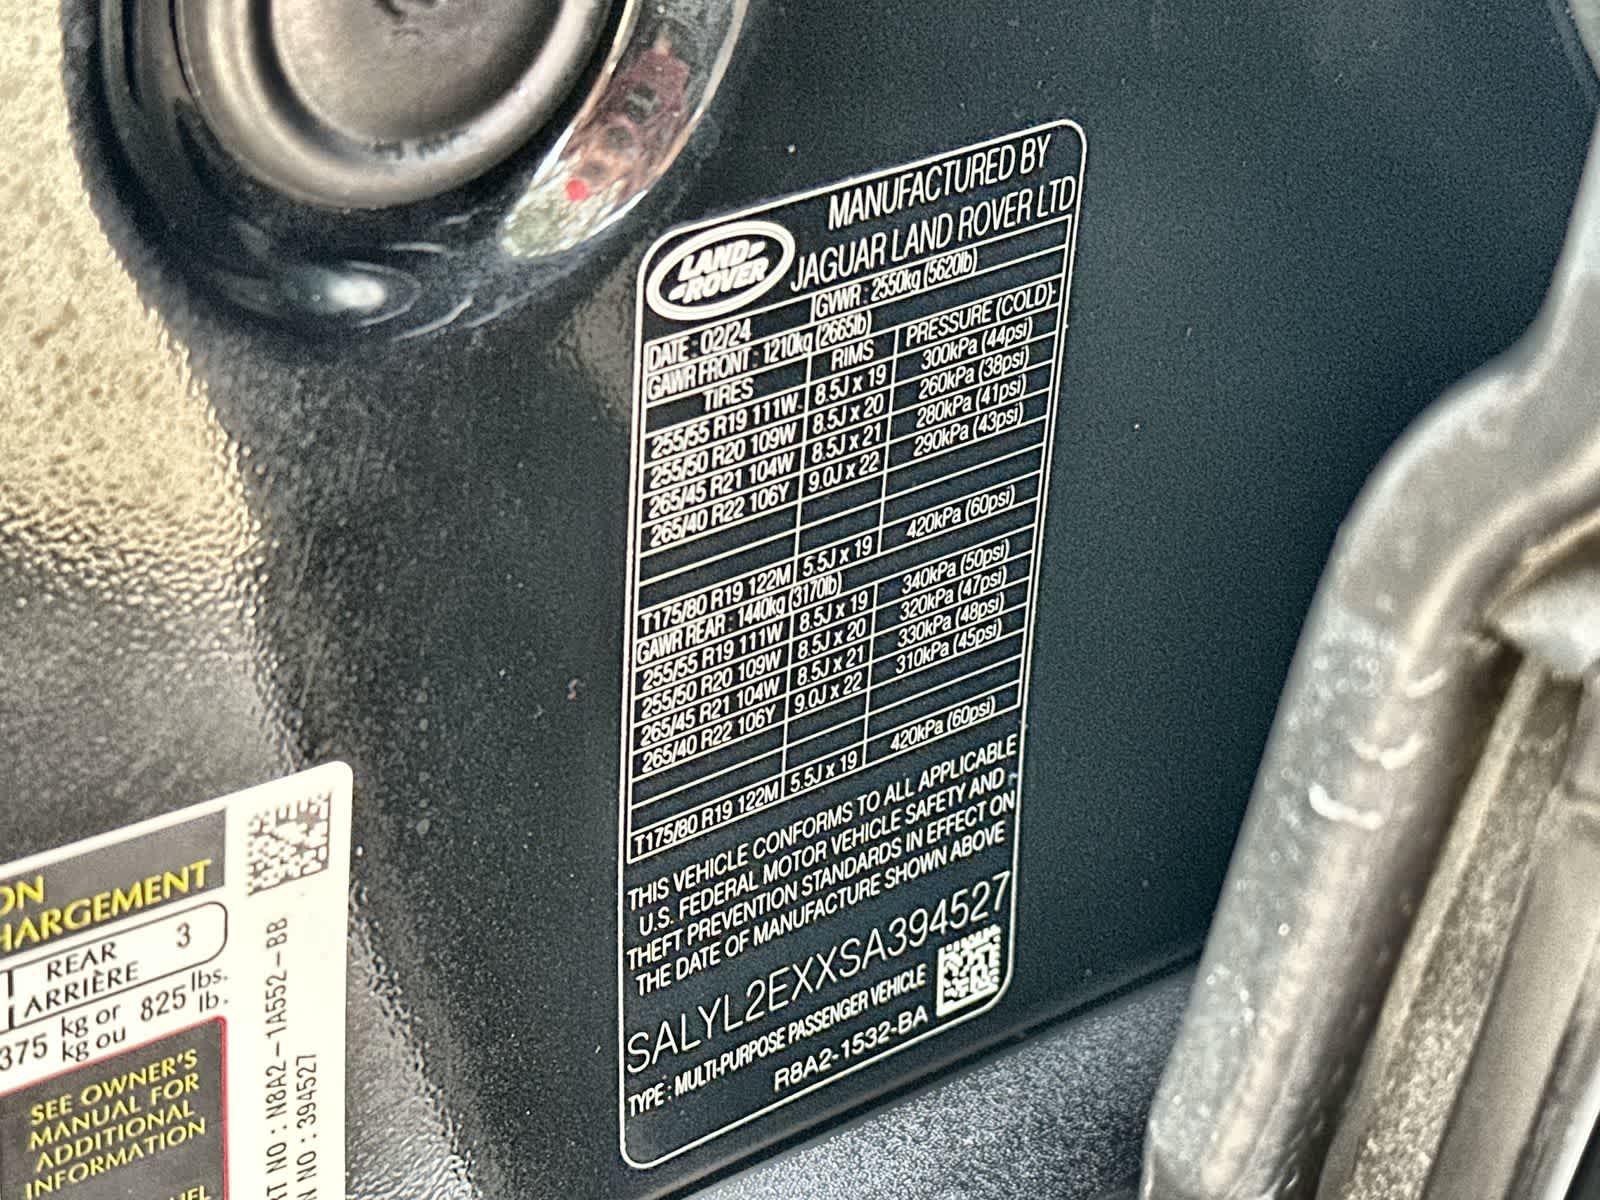 MANUFACTURED BY
LAND ROVER
JAGUAR LAND ROVER LTD
DATE : 02/24 GVWR : 2550kg (5620lb)
GAWR FRONT : 1210kg (2665lb)
TIRES RIMS PRESSURE (COLD):
255/55 R19 111W 8.5J x 19 300kPa (44psi)
255/50 R20 109W 8.5J x 20 260kPa (38psi)
265/45 R21 104W 8.5J x 21 280kPa (41psi)
265/40 R22 106Y 9.0J x 22 290kPa (43psi)
T175/80 R19 122M 5.5J x 19 420kPa (60psi)
GAWR REAR : 1440kg (3170lb)
255/55 R19 111W 8.5J x 19 340kPa (50psi)
255/50 R20 109W 8.5J x 20 320kPa (47psi)
265/45 R21 104W 8.5J x 21 330kPa (48psi)
265/40 R22 106Y 9.0J x 22 310kPa (45psi)
T175/80 R19 122M 5.5J x 19 420kPa (60psi)
THIS VEHICLE CONFORMS TO ALL APPLICABLE
U.S. FEDERAL MOTOR VEHICLE SAFETY AND
THEFT PREVENTION STANDARDS IN EFFECT ON
THE DATE OF MANUFACTURE SHOWN ABOVE
SALYL2EXXSA394527
TYPE : MULTI-PURPOSE PASSENGER VEHICLE
R8A2-1532-BA
ON
HARGEMENT
REAR 3
ARRIÈRE
375 kg or 825 lbs.
kg ou lb.
SEE OWNER'S
MANUAL FOR
ADDITIONAL
INFORMATION
RT NO : N8A2-1A552-BB
N NO : 394527